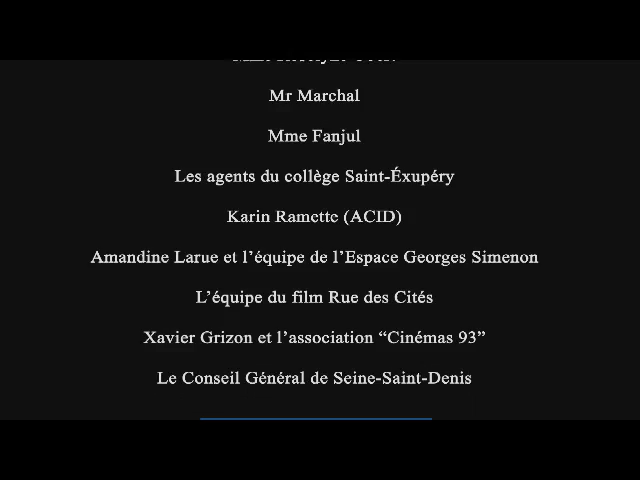 Mr Marchal
Mme Fanjul
Les agents du collège Saint-Éxupéry
Karin Ramette (ACID)
Amandine Larue et l’équipe de l’Espace Georges Simenon
L’équipe du film Rue des Cités
Xavier Grizon et l’association “Cinémas 93”
Le Conseil Général de Seine-Saint-Denis